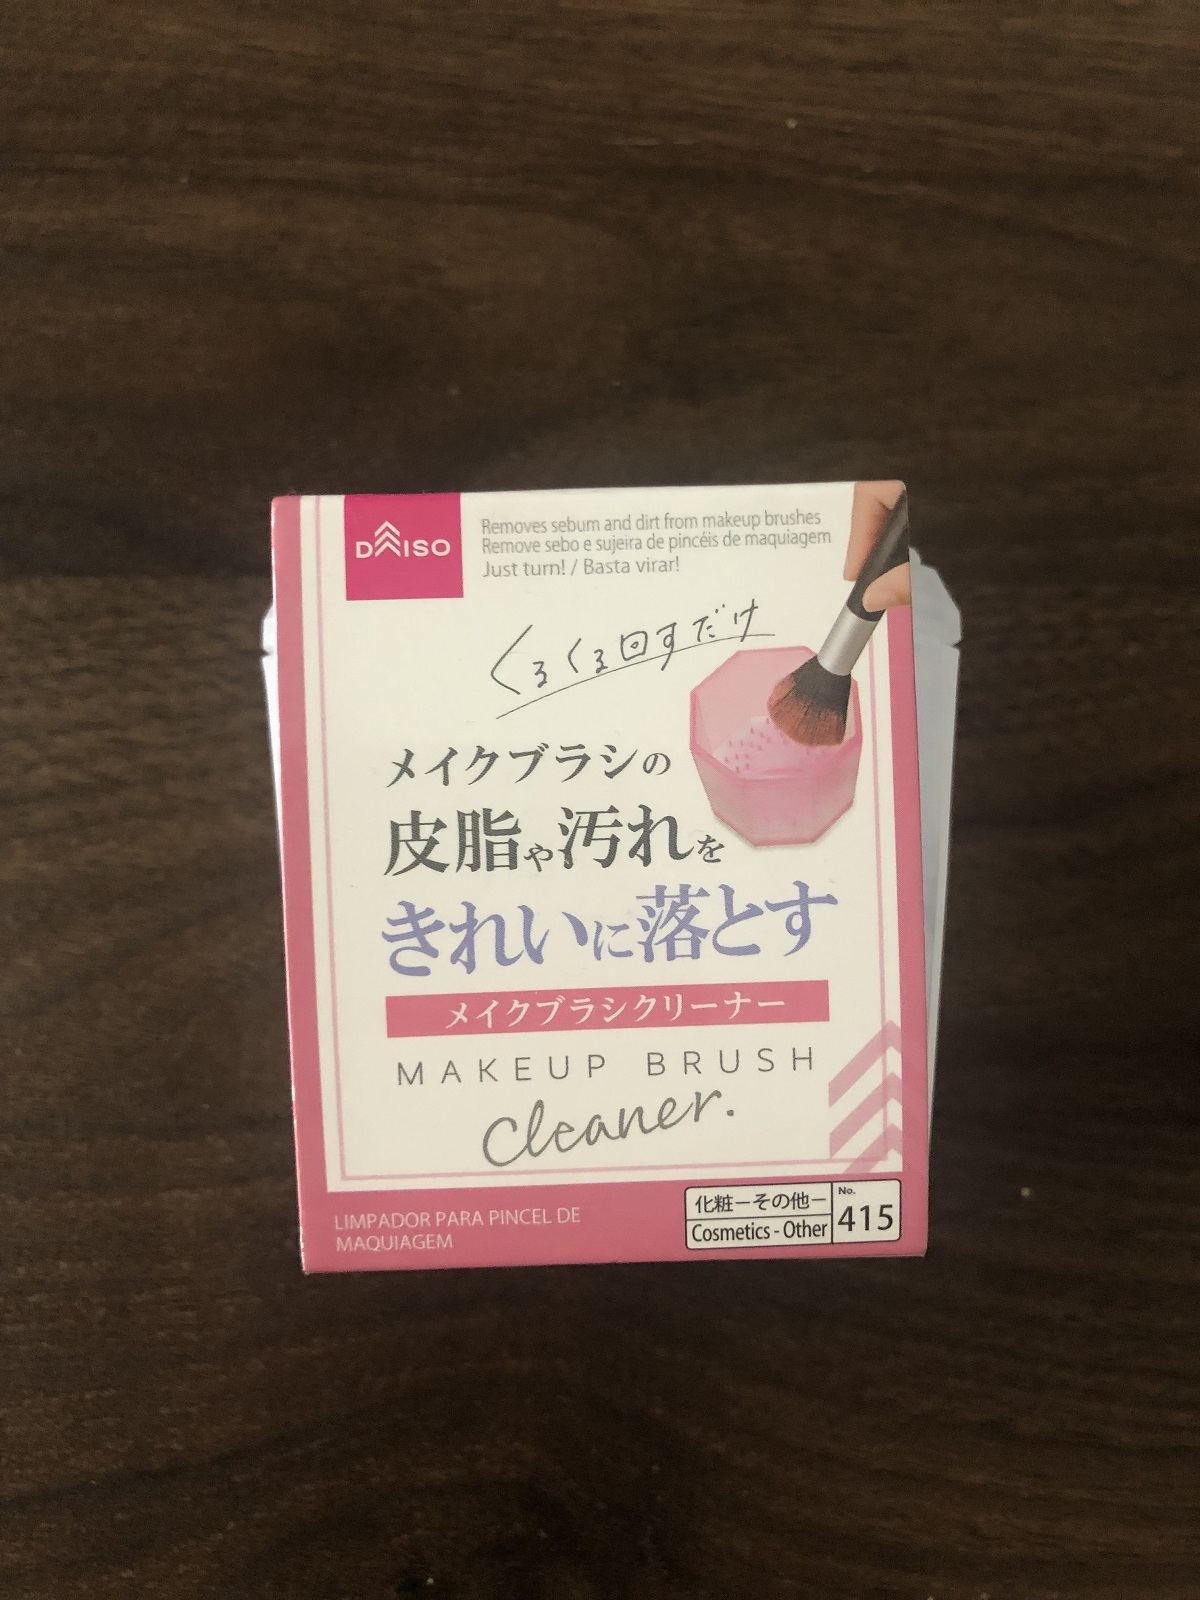 DAISO
Removes sebum and dirt from makeup brushes
Remove sebo e sujeira de pincéis de maquiagem
Just turn! / Basta virar!
くるくる回すだけ
メイクブラシの
皮脂や汚れを
きれいに落とす
メイクブラシクリーナー
MAKEUP BRUSH
Cleaner.
LIMPADOR PARA PINCEL DE
MAQUIAGEM
化粧ーその他ー
Cosmetics - Other
No.
415